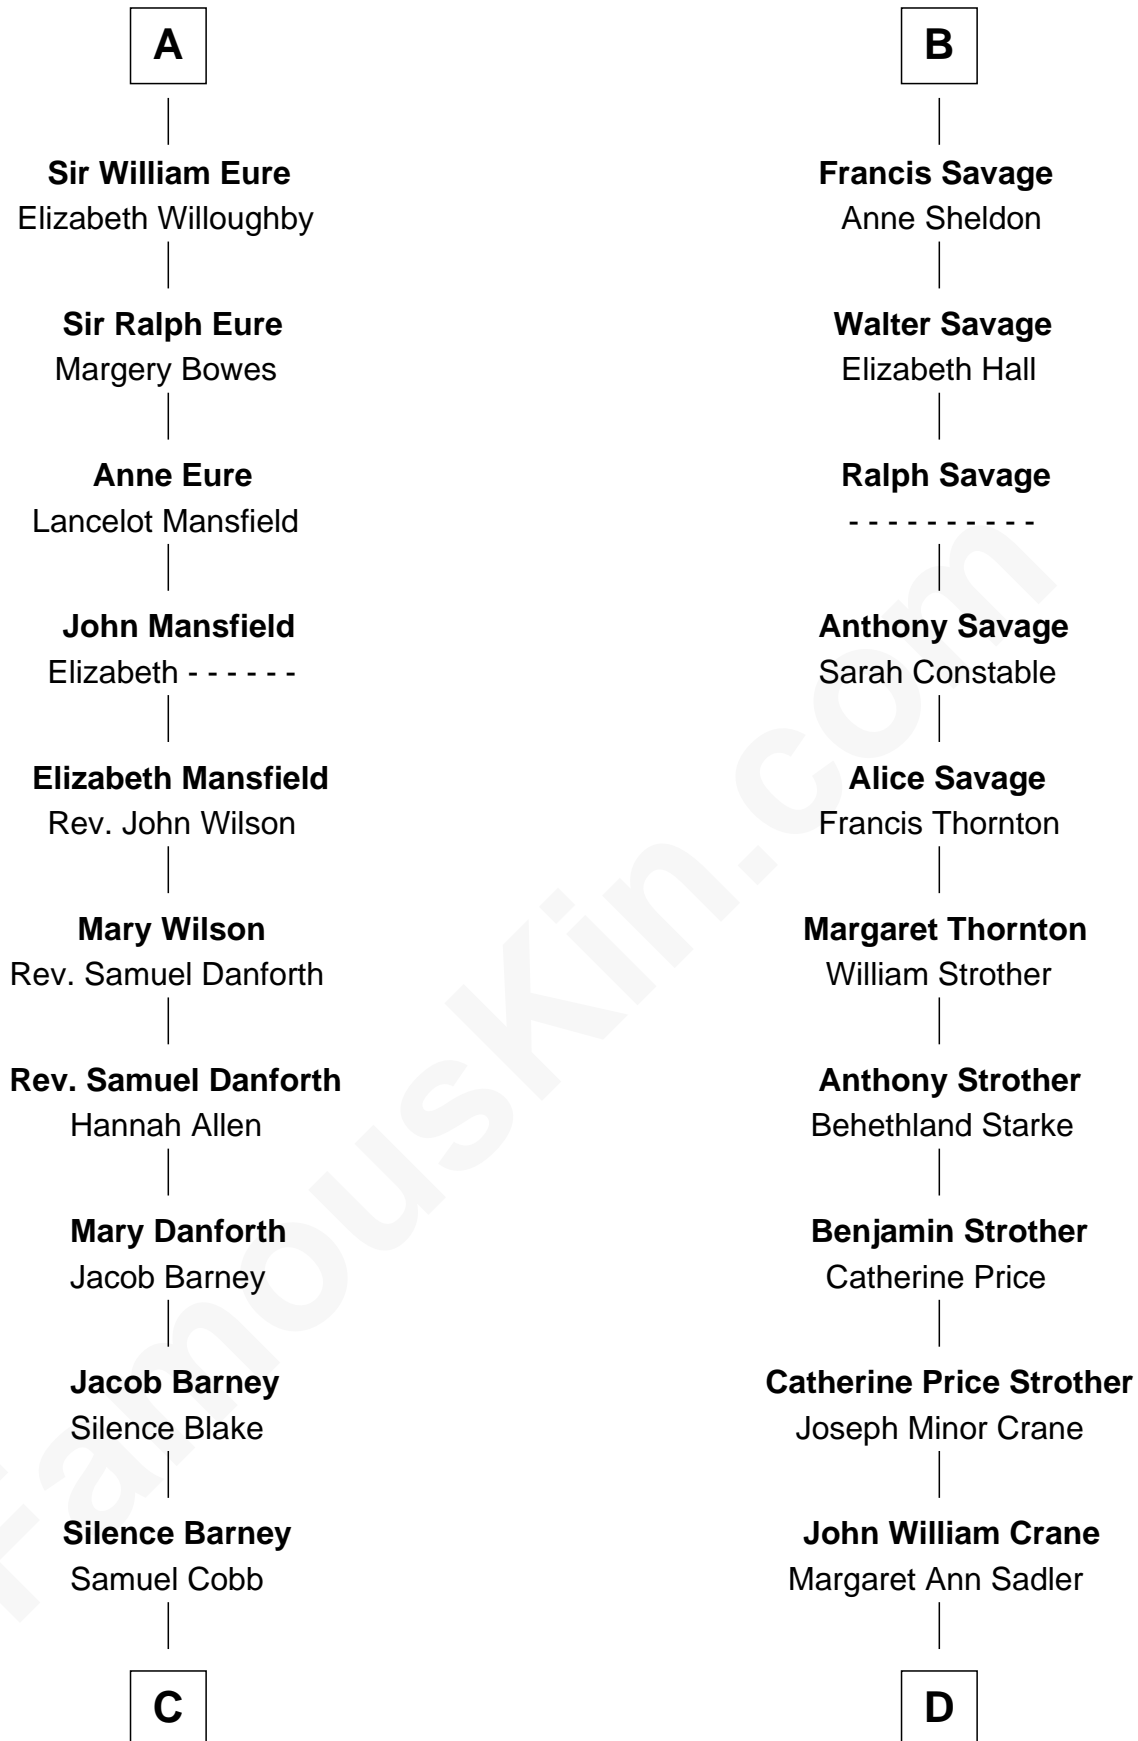 A
Sir William Eure
Elizabeth Willoughby
Sir Ralph Eure
Margery Bowes
Anne Eure
Lancelot Mansfield
John Mansfield
Elizabeth - - - - - -
Elizabeth Mansfield
Rev. John Wilson
Mary Wilson
Rev. Samuel Danforth
Rev. Samuel Danforth
Hannah Allen
Mary Danforth
Jacob Barney
Jacob Barney
Silence Blake
Silence Barney
Samuel Cobb
C
B
Francis Savage
Anne Sheldon
Walter Savage
Elizabeth Hall
Ralph Savage
- - - - - - - - - -
Anthony Savage
Sarah Constable
Alice Savage
Francis Thornton
Margaret Thornton
William Strother
Anthony Strother
Behethland Starke
Benjamin Strother
Catherine Price
Catherine Price Strother
Joseph Minor Crane
John William Crane
Margaret Ann Sadler
D
FamousKin.com